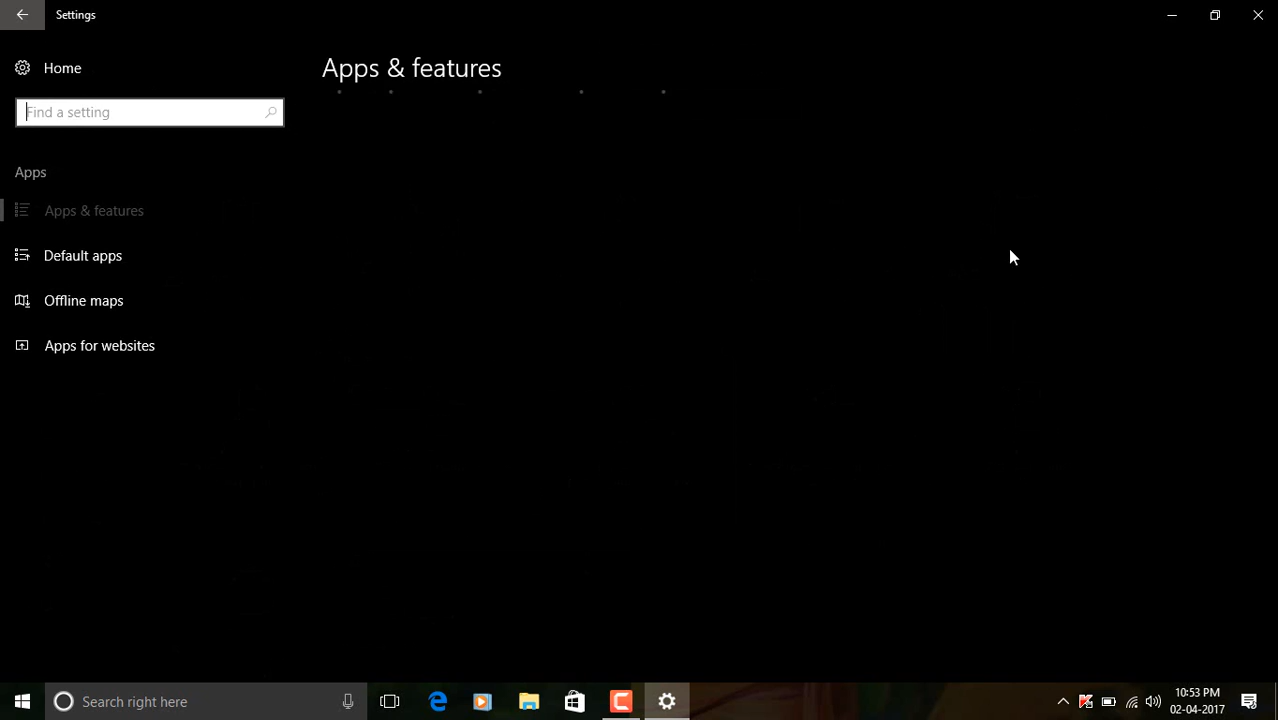 Settings
Home
Apps & features
Find a setting
Apps
Apps & features
Default apps
Offline maps
Apps for websites
Search right here
10:53 PM
02-04-2017